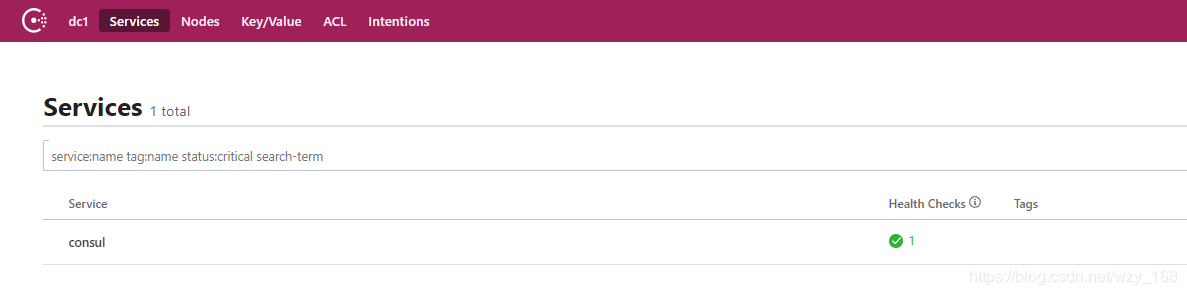 dc1 Services Nodes Key/Value ACL Intentions
Services 1 total
service:name tag:name status:critical search-term
Service Health Checks Tags
consul 1
https://blog.csdn.net/wzy_168